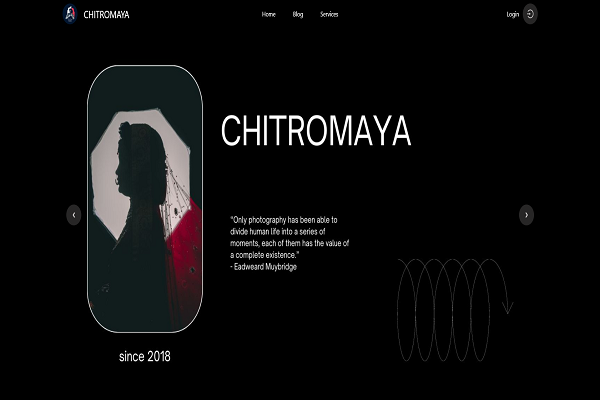 CHITROMAYA
Home
Blog
Services
Login
CHITROMAYA
"Only photography has been able to
divide human life into a series of
moments, each of them has the value of
a complete existence."
- Eadweard Muybridge
since 2018